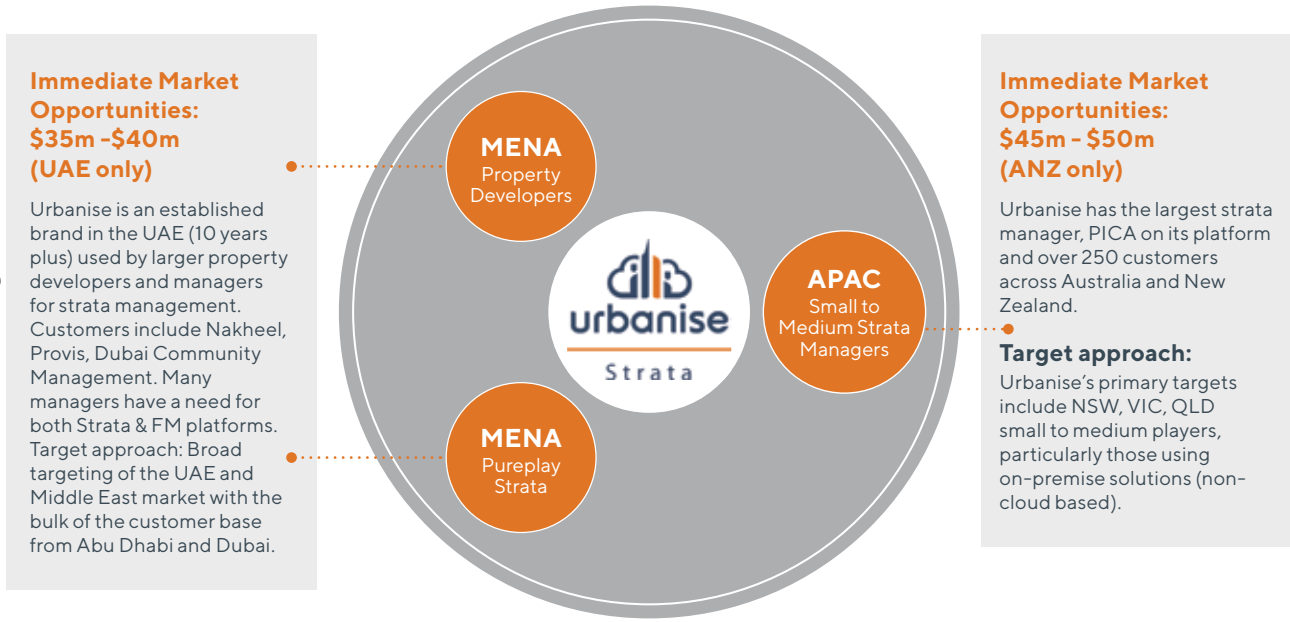 Immediate Market
Opportunities:
$35m -$40m
(UAE only)
Urbanise is an established
brand in the UAE (10 years
plus) used by larger property
developers and managers
for strata management.
Customers include Nakheel,
Provis, Dubai Community
Management. Many
managers have a need for
both Strata & FM platforms.
Target approach: Broad
targeting of the UAE and
Middle East market with the
bulk of the customer base
from Abu Dhabi and Dubai.
MENA
Property
Developers
MENA
Pureplay
Strata
urbanise
Strata
APAC
Small to
Medium Strata
Managers
Immediate Market
Opportunities:
$45m - $50m
(ANZ only)
Urbanise has the largest strata
manager, PICA on its platform
and over 250 customers
across Australia and New
Zealand.
Target approach:
Urbanise's primary targets
include NSW, VIC, QLD
small to medium players,
particularly those using
on-premise solutions (non-
cloud based).